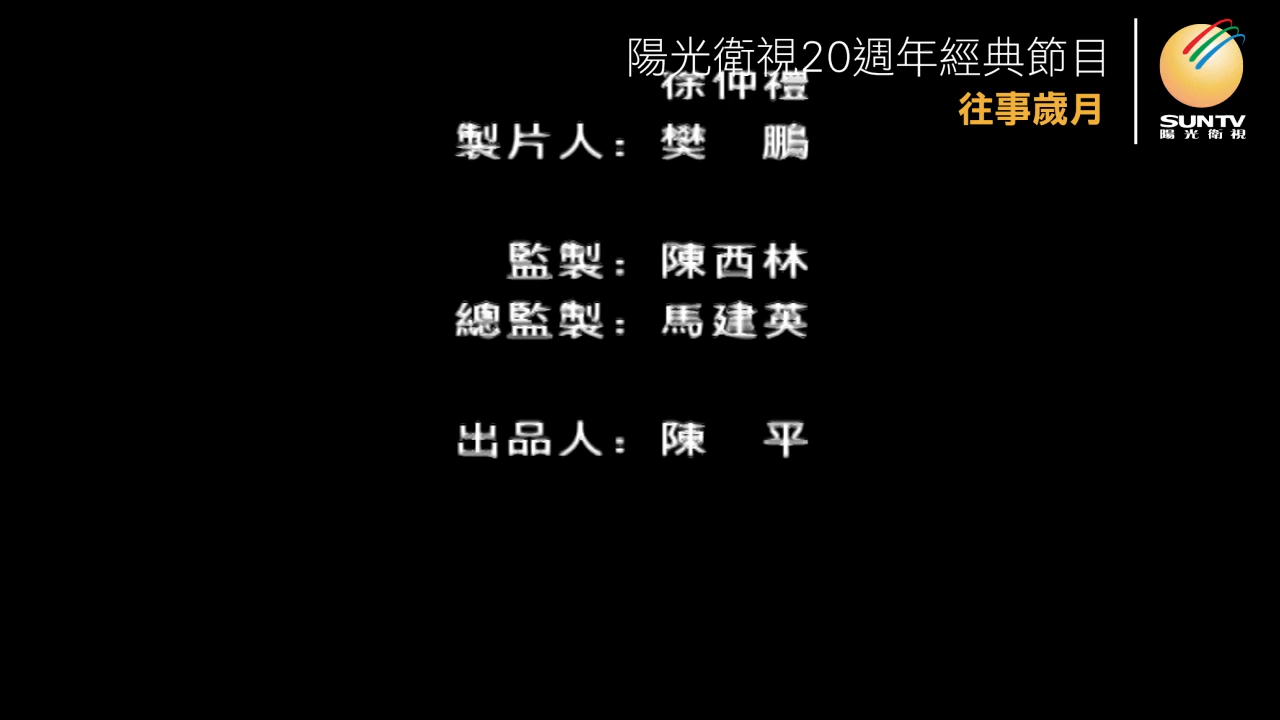 陽光衛視20週年經典節目
往事歲月
SUNTV
陽光衛視
徐仲禮
製片人：樊　鵬
監製：陳西林
總監製：馬建英
出品人：陳　平